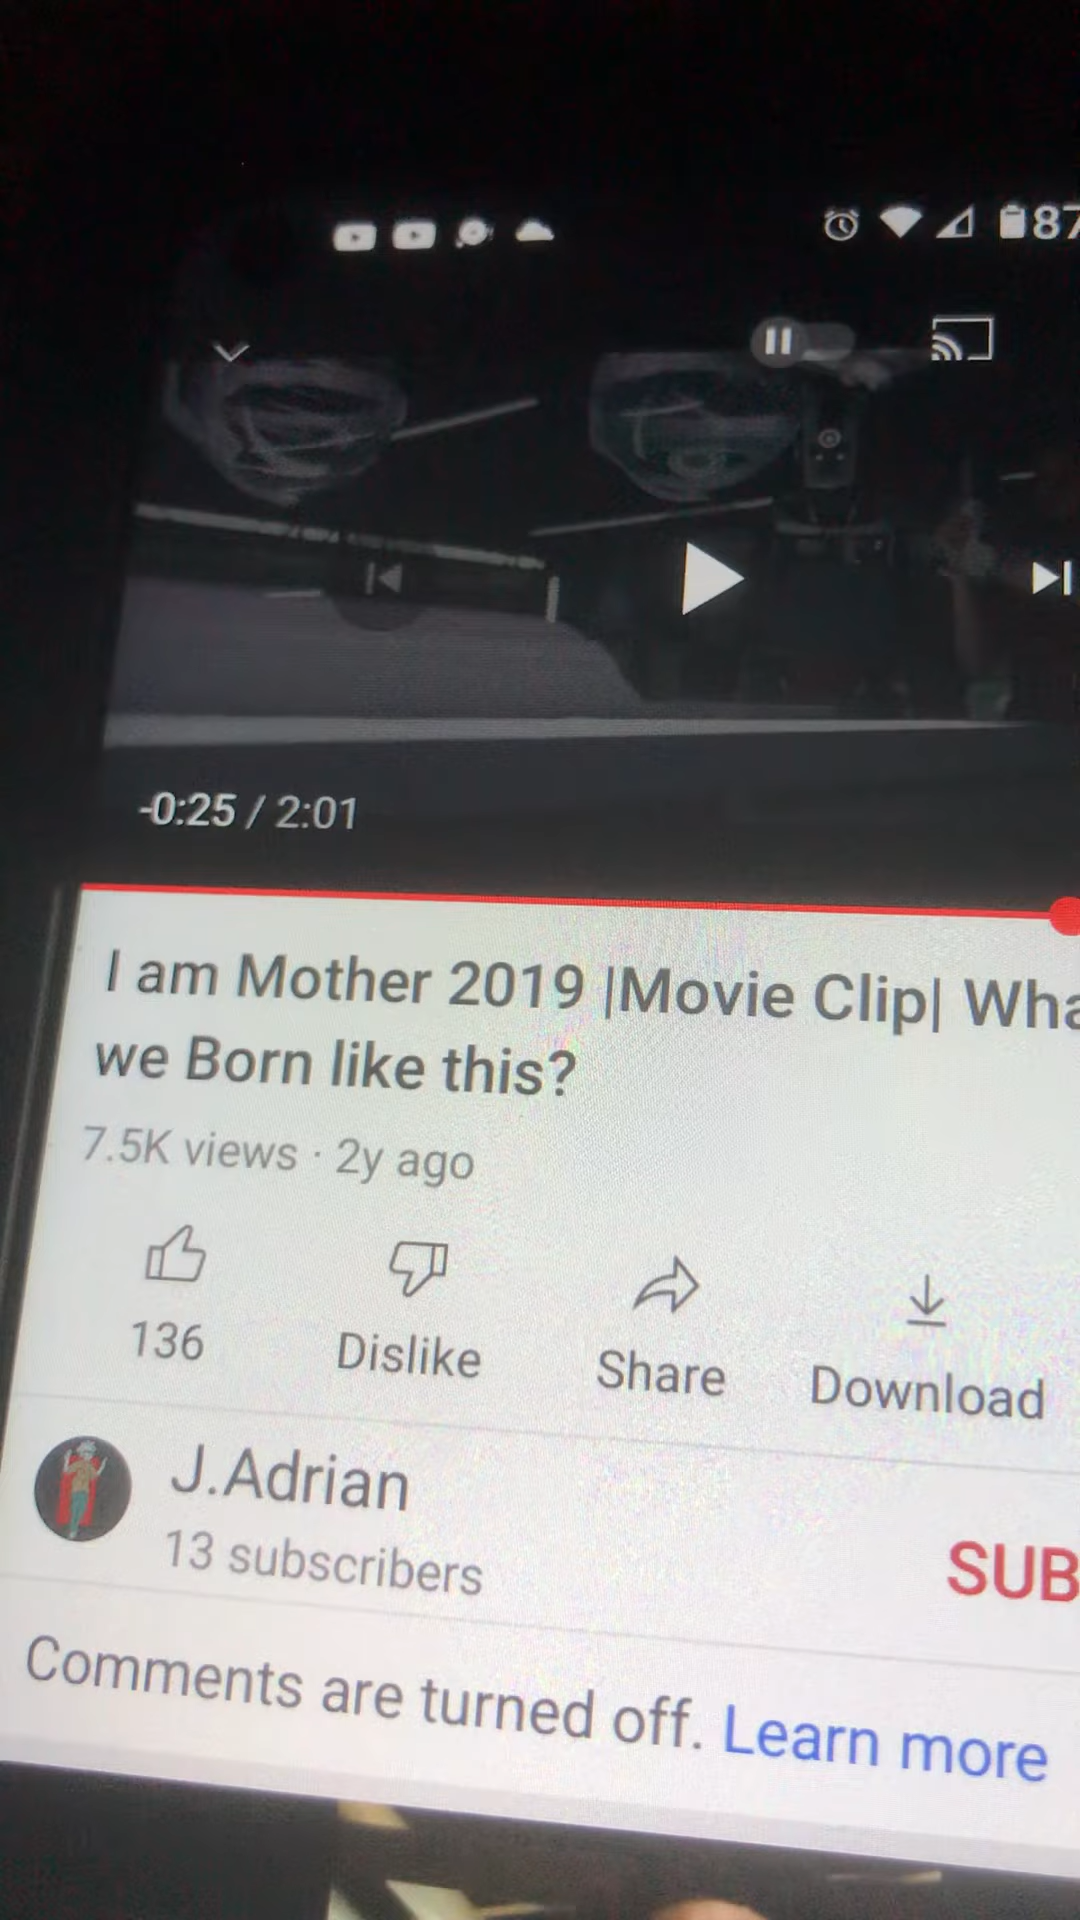 87
-0:25 / 2:01
I am Mother 2019 |Movie Clip|
we Born like this?
7.5K views · 2y ago
136
Dislike
Share
Download
J.Adrian
13 subscribers
SUB
Comments are turned off. Learn more